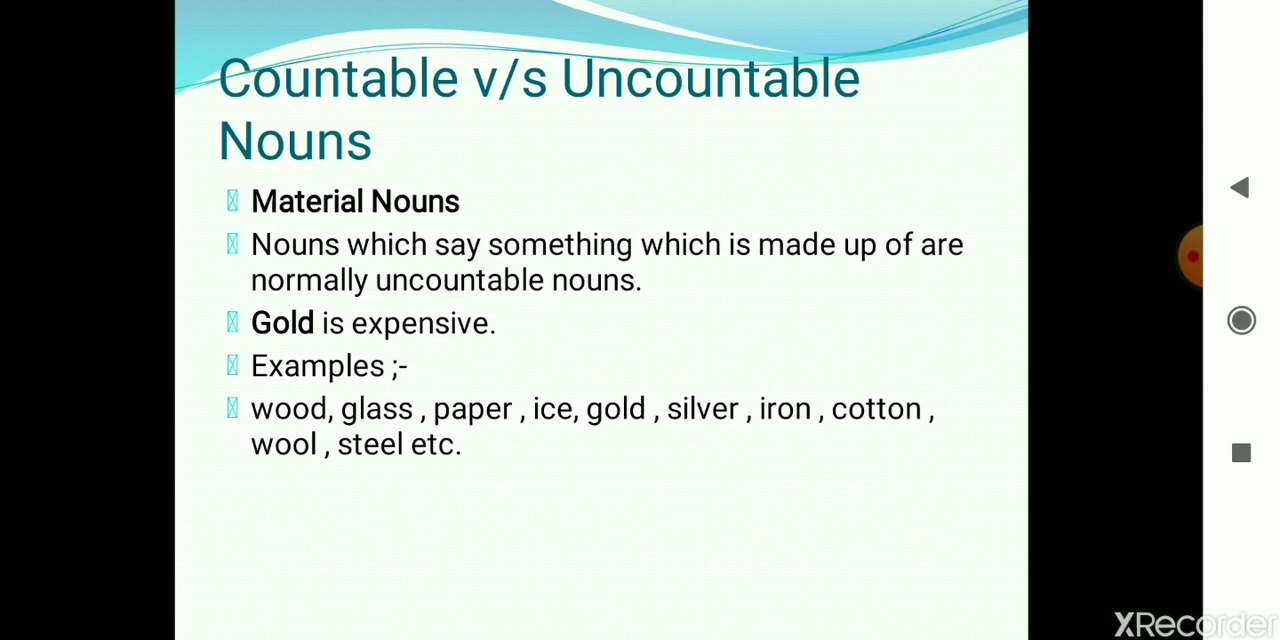 Countable v/s Uncountable
Nouns
Material Nouns
Nouns which say something which is made up of are
normally uncountable nouns.
Gold is expensive.
Examples ;-
wood, glass , paper , ice, gold , silver , iron , cotton ,
wool , steel etc.
XRecorder